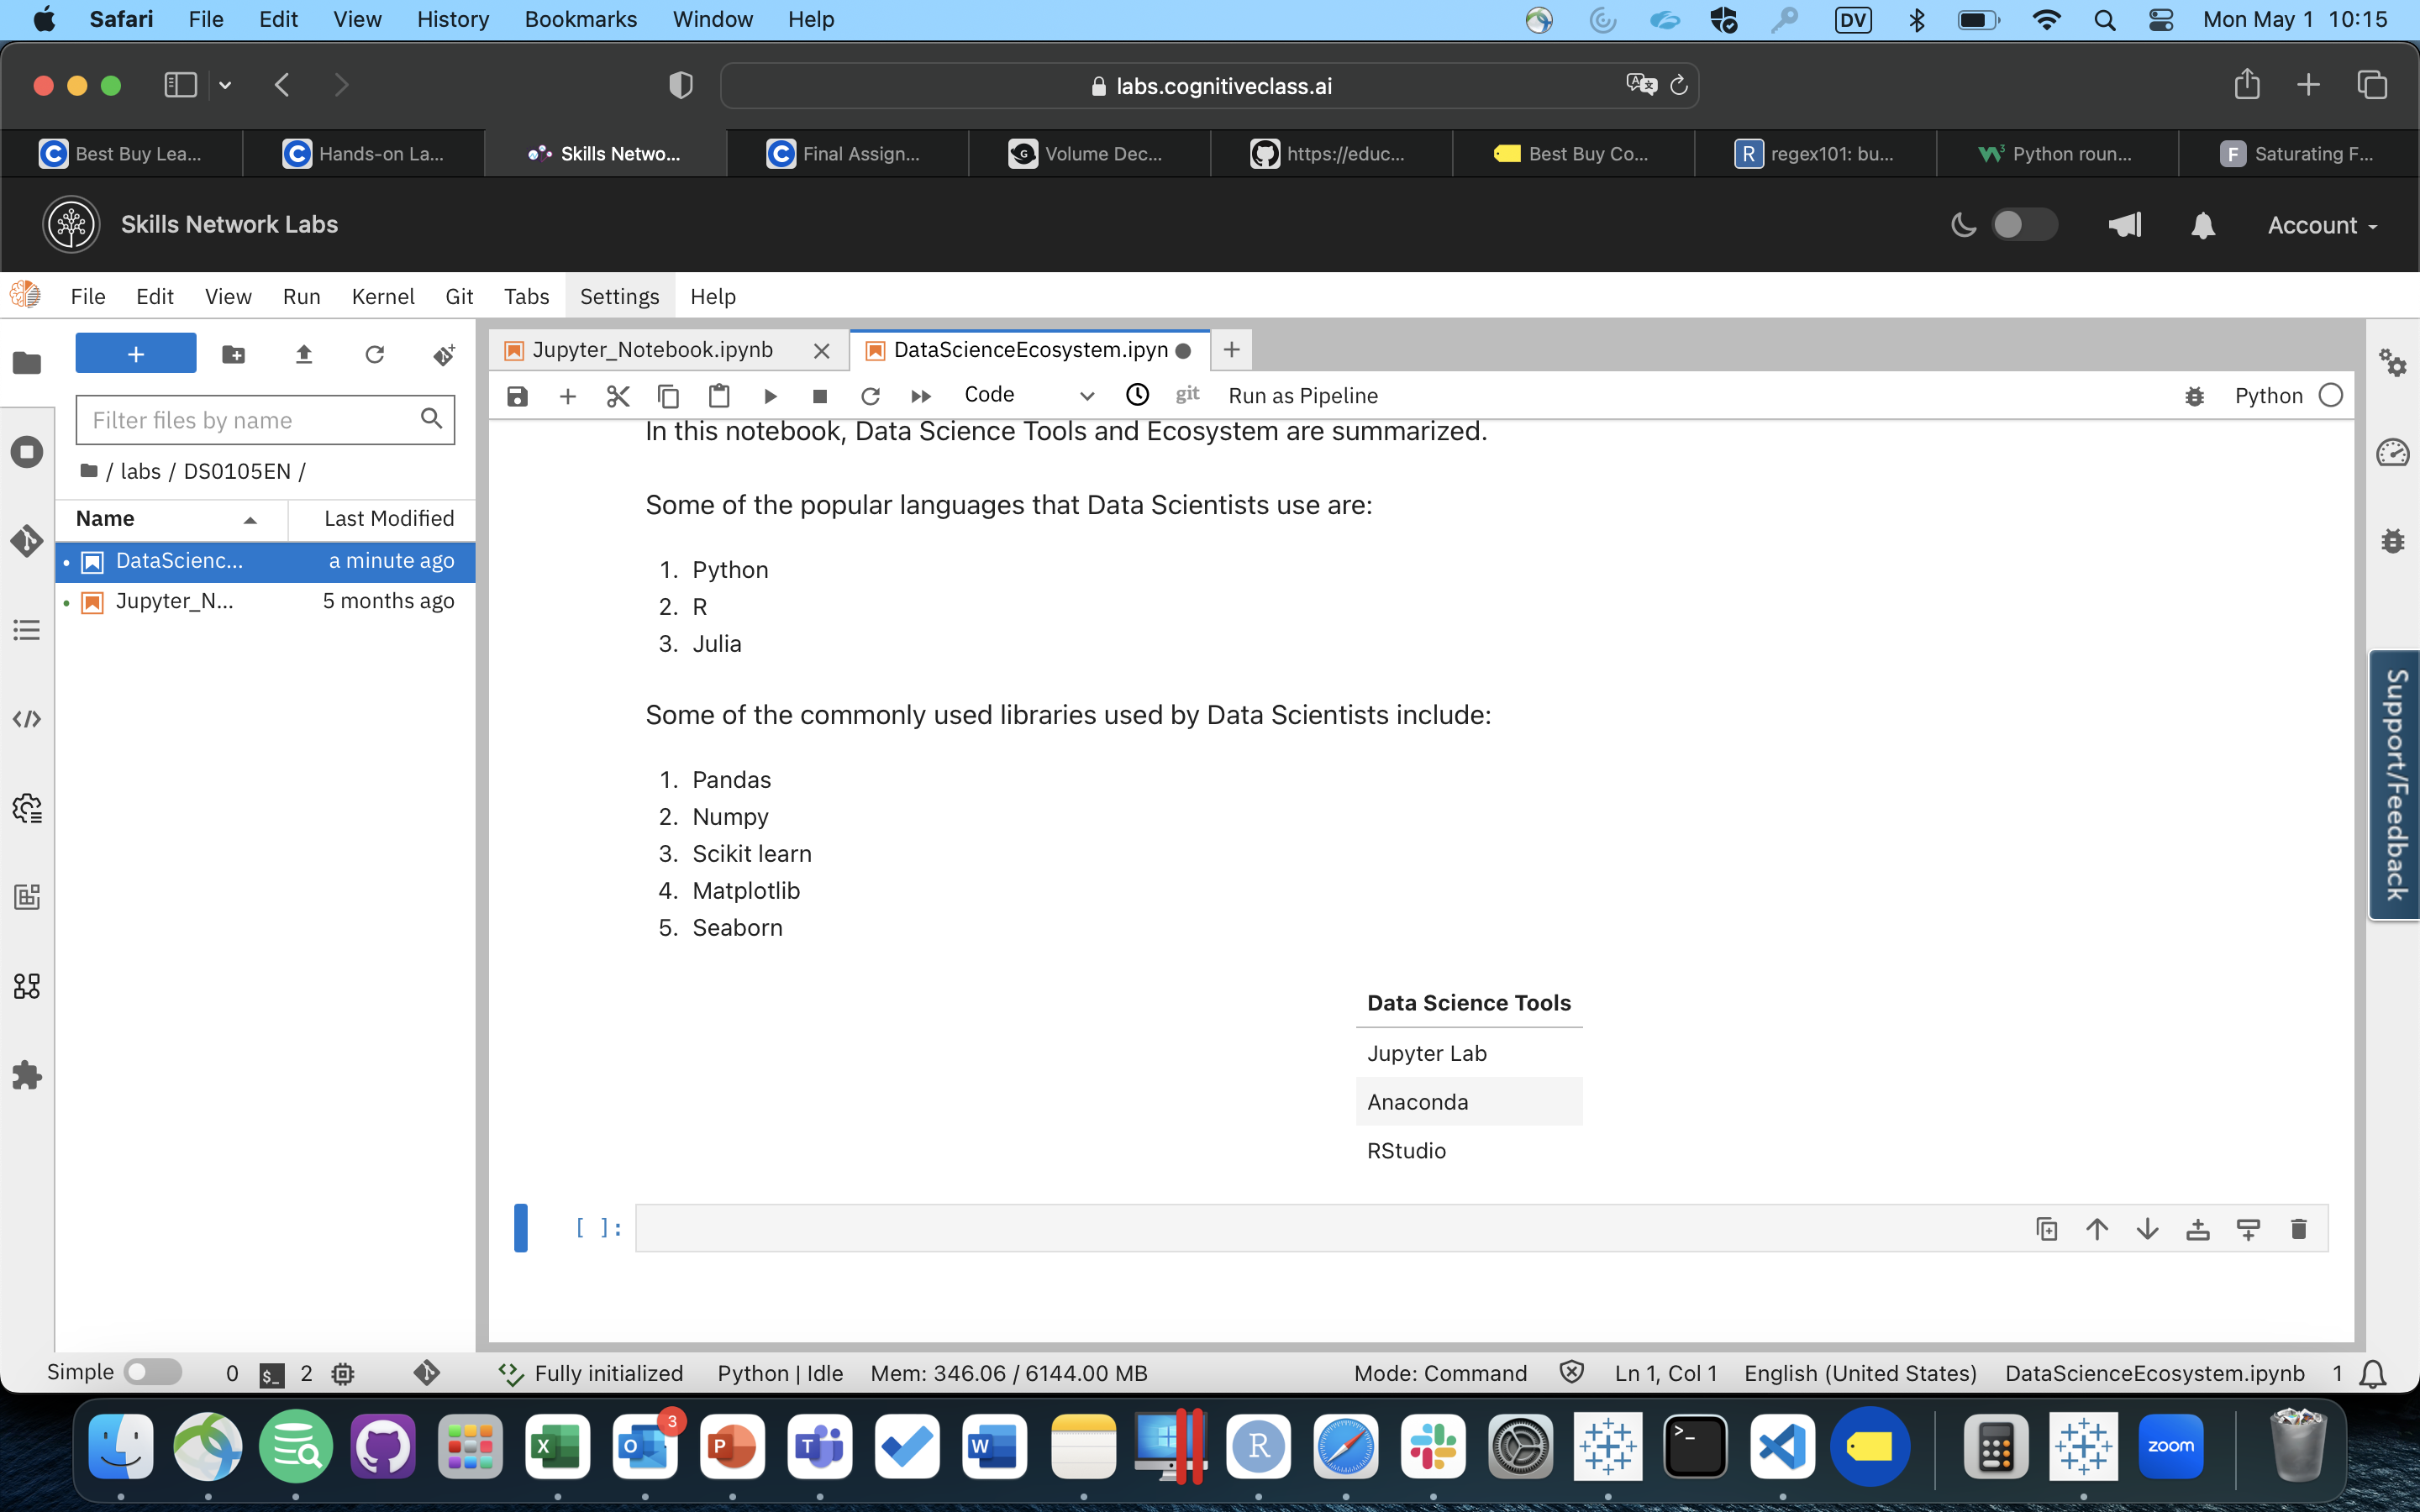 Safari File Edit View History Bookmarks Window Help DV Mon May 1 10:15
labs.cognitiveclass.ai
Best Buy Lea... Hands-on La... Skills Netwo... Final Assign... Volume Dec... https://educ... Best Buy Co... regex101: bu... Python roun... Saturating F...
Skills Network Labs Account
File Edit View Run Kernel Git Tabs Settings Help
Jupyter_Notebook.ipynb DataScienceEcosystem.ipyn
Code git Run as Pipeline Python
Filter files by name
/ labs / DS0105EN /
Name Last Modified
DataScienc... a minute ago
Jupyter_N... 5 months ago
In this notebook, Data Science Tools and Ecosystem are summarized.
Some of the popular languages that Data Scientists use are:
1. Python
2. R
3. Julia
Some of the commonly used libraries used by Data Scientists include:
1. Pandas
2. Numpy
3. Scikit learn
4. Matplotlib
5. Seaborn
Data Science Tools
Jupyter Lab
Anaconda
RStudio
[ ]:
Support/Feedback
Simple 0 2 Fully initialized Python | Idle Mem: 346.06 / 6144.00 MB Mode: Command Ln 1, Col 1 English (United States) DataScienceEcosystem.ipynb 1
3
zoom